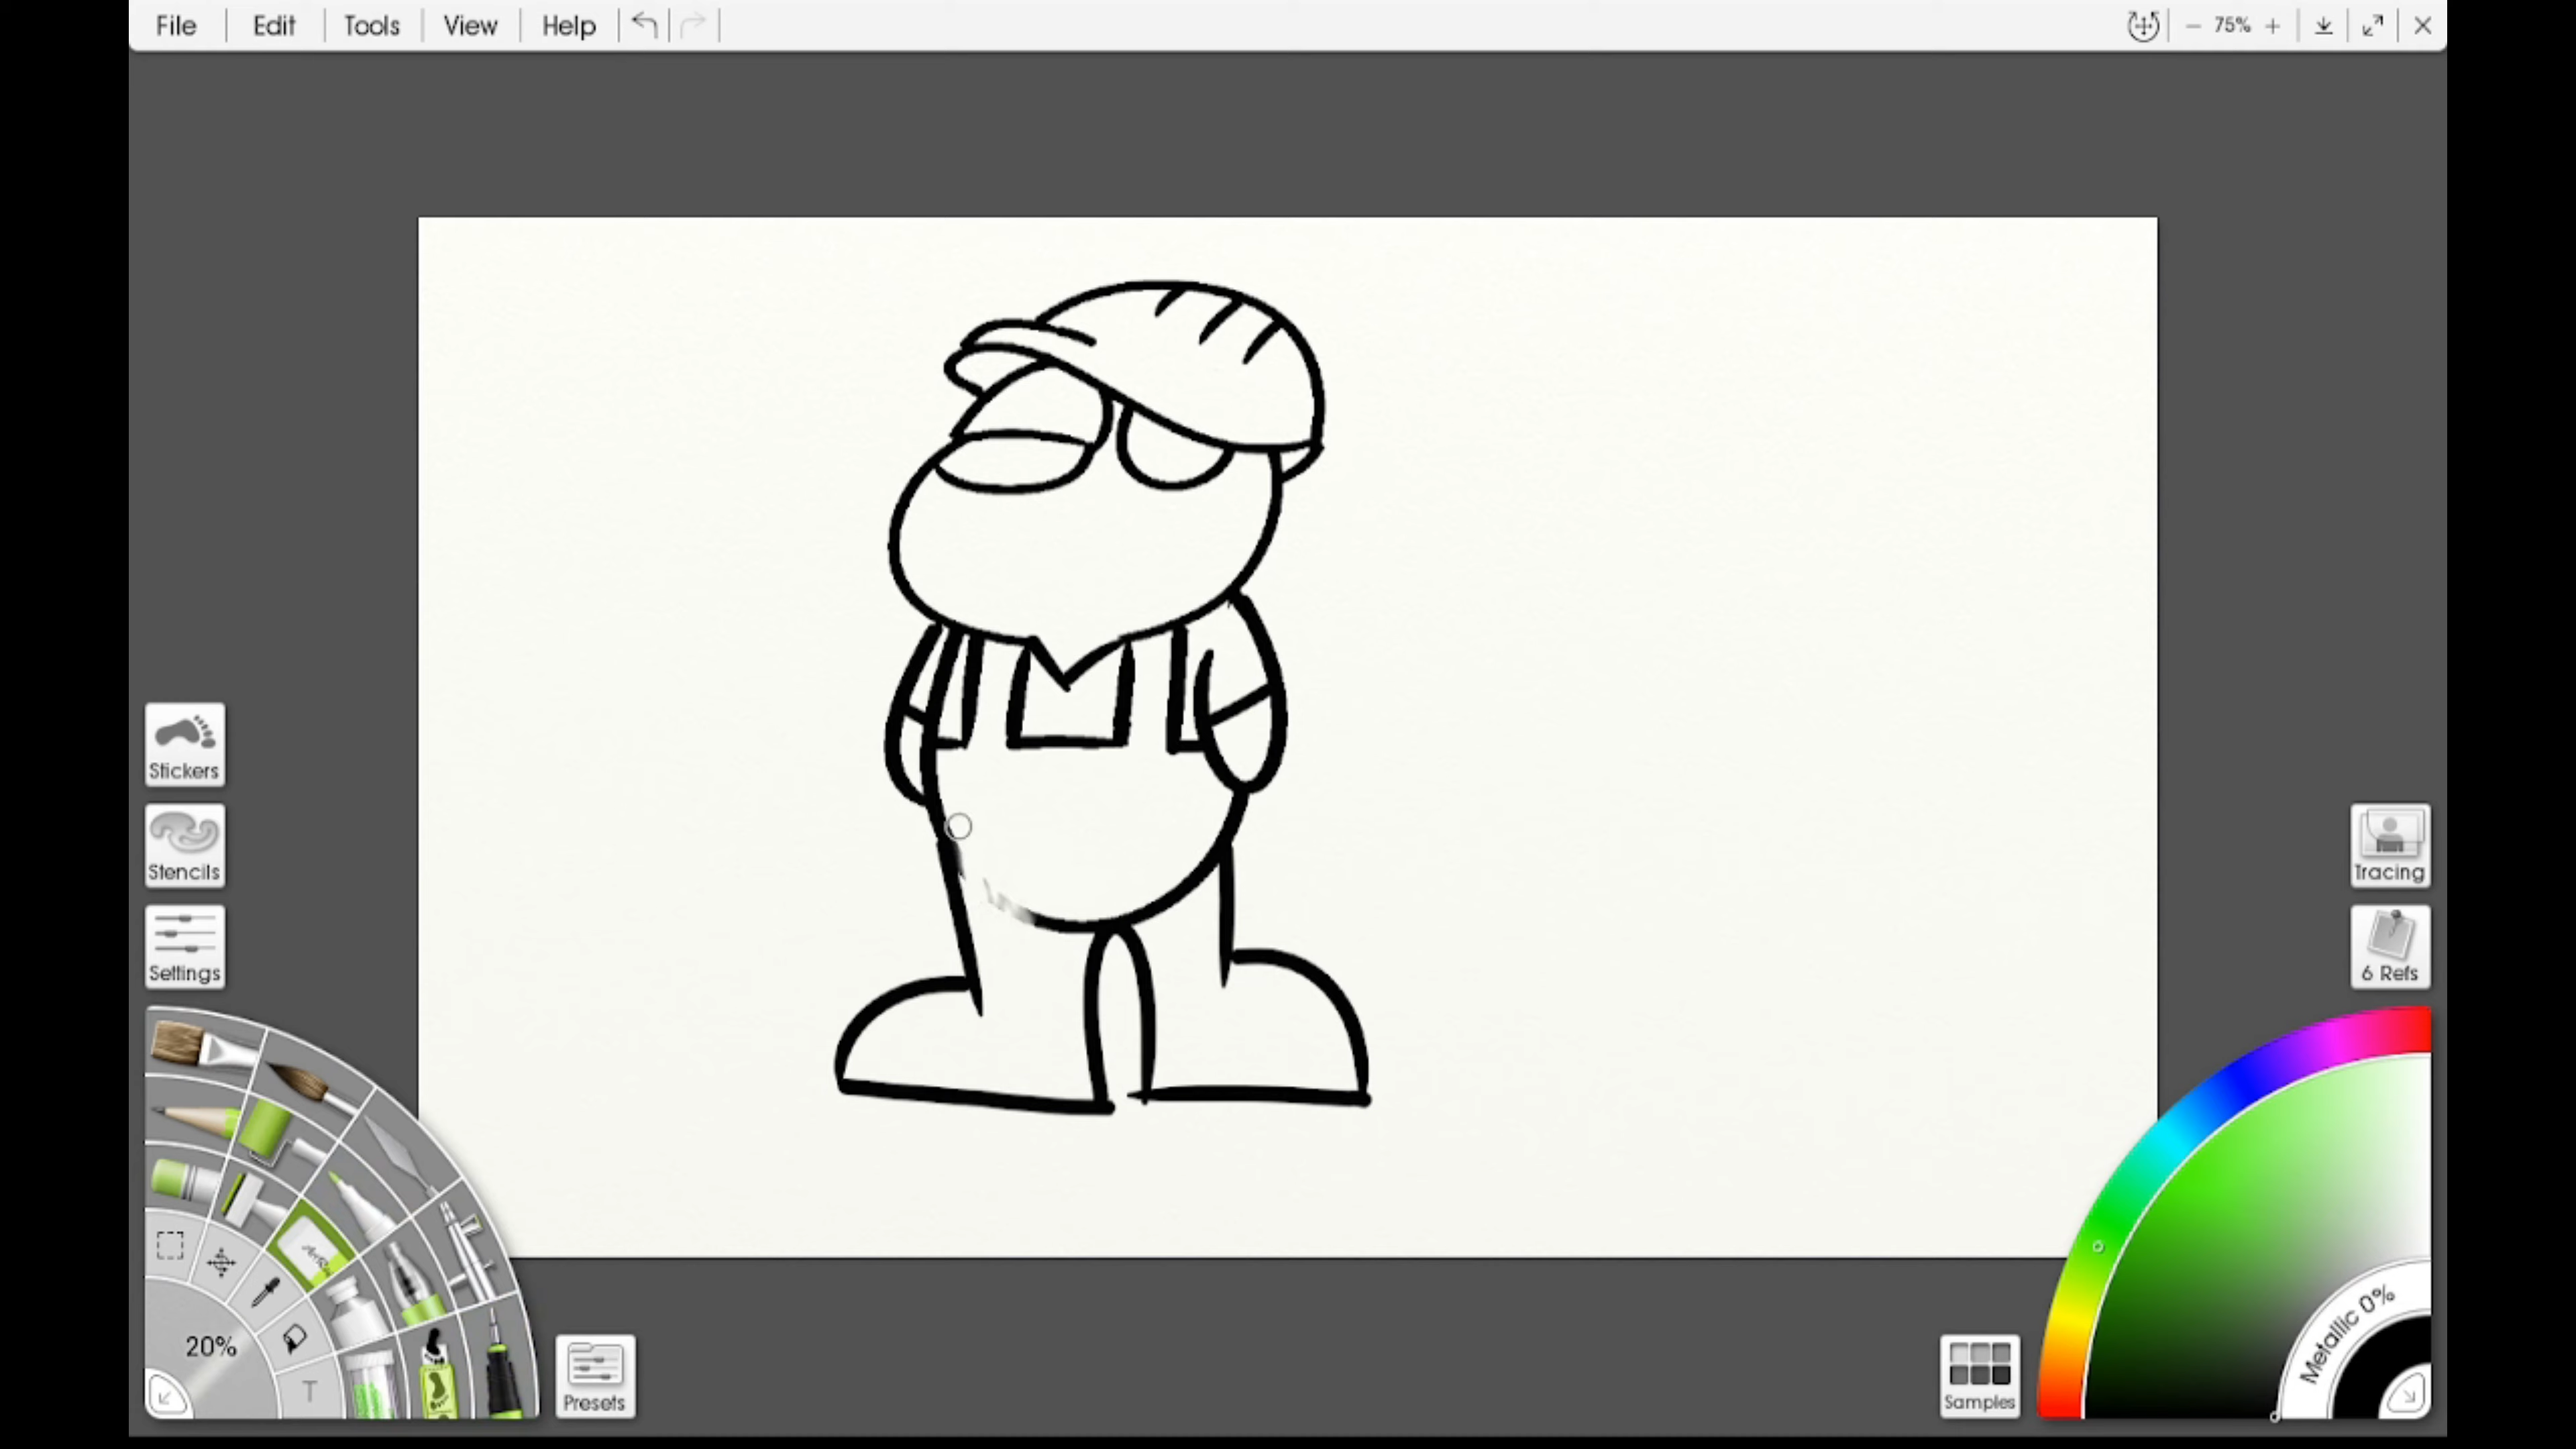 File Edit Tools View Help 75%
Stickers
Stencils
Settings
Tracing
6 Refs
20%
T
Presets
Samples
Metallic 0%